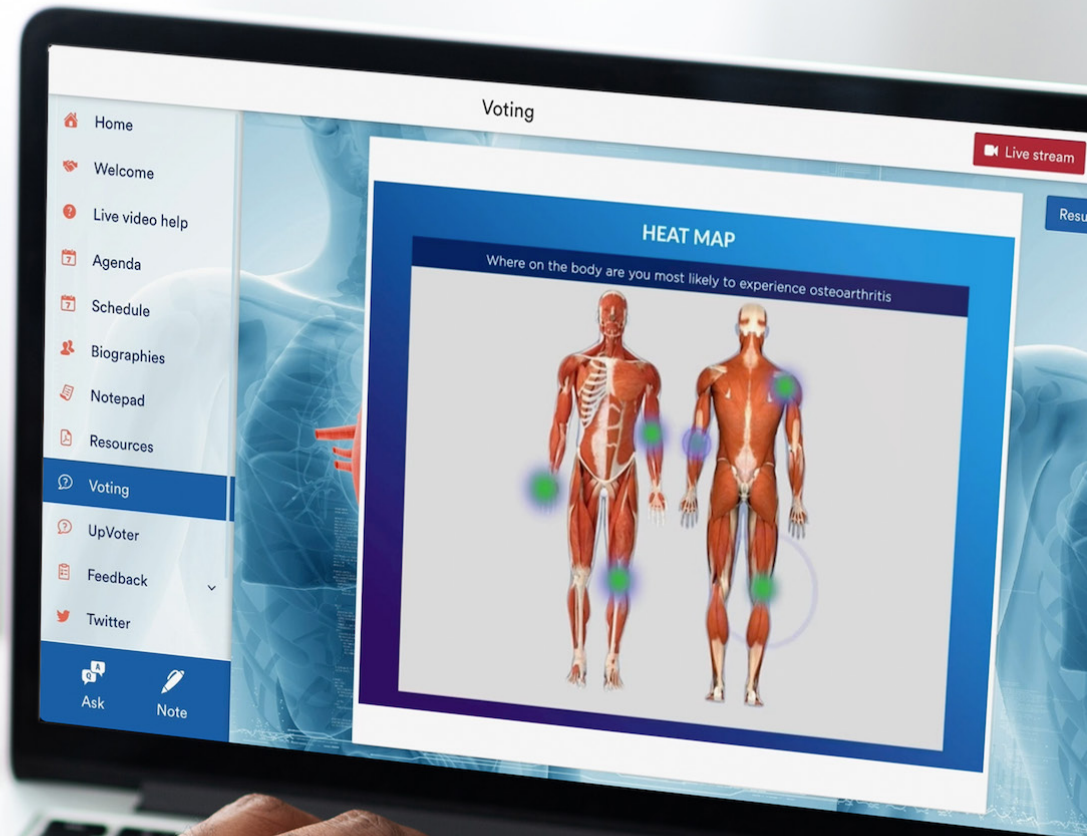 Voting
Live stream
Home
Welcome
Live video help
Agenda
Schedule
Biographies
Notepad
Resources
Voting
UpVoter
Feedback
Twitter
Ask
Note
HEAT MAP
Where on the body are you most likely to experience osteoarthritis